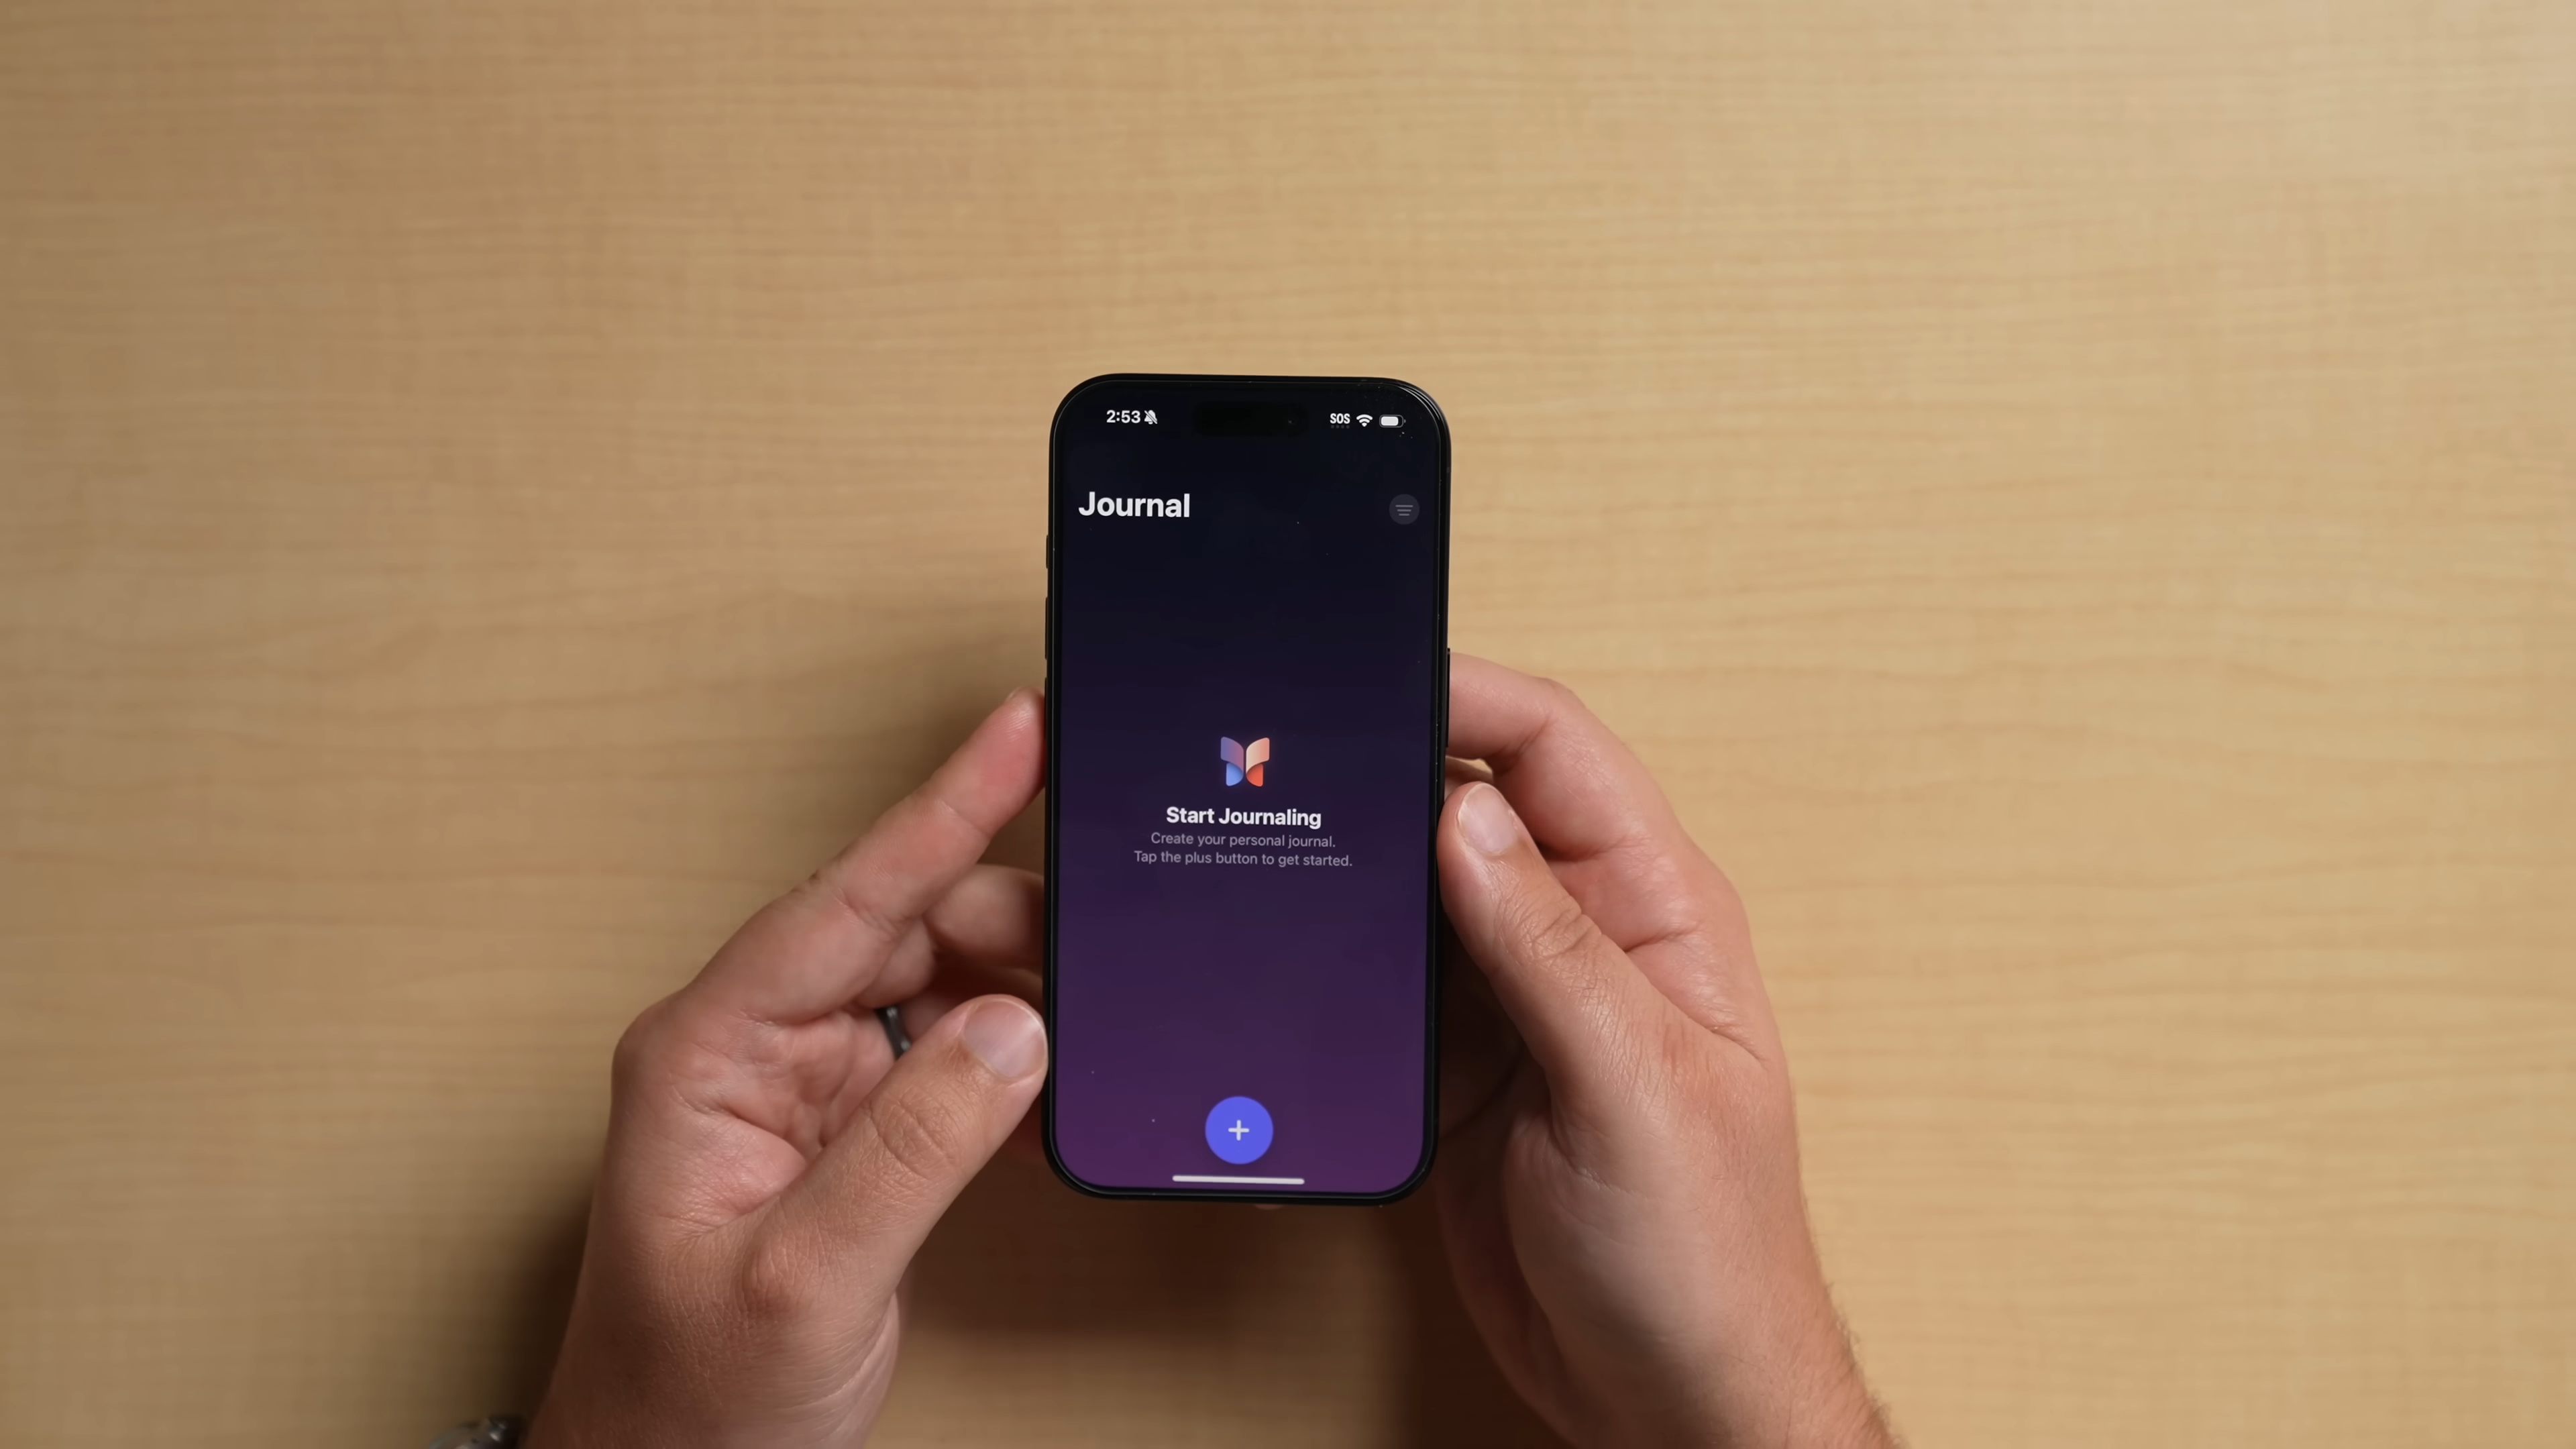 2:53
SOS
Journal
Start Journaling
Create your personal journal.
Tap the plus button to get started.